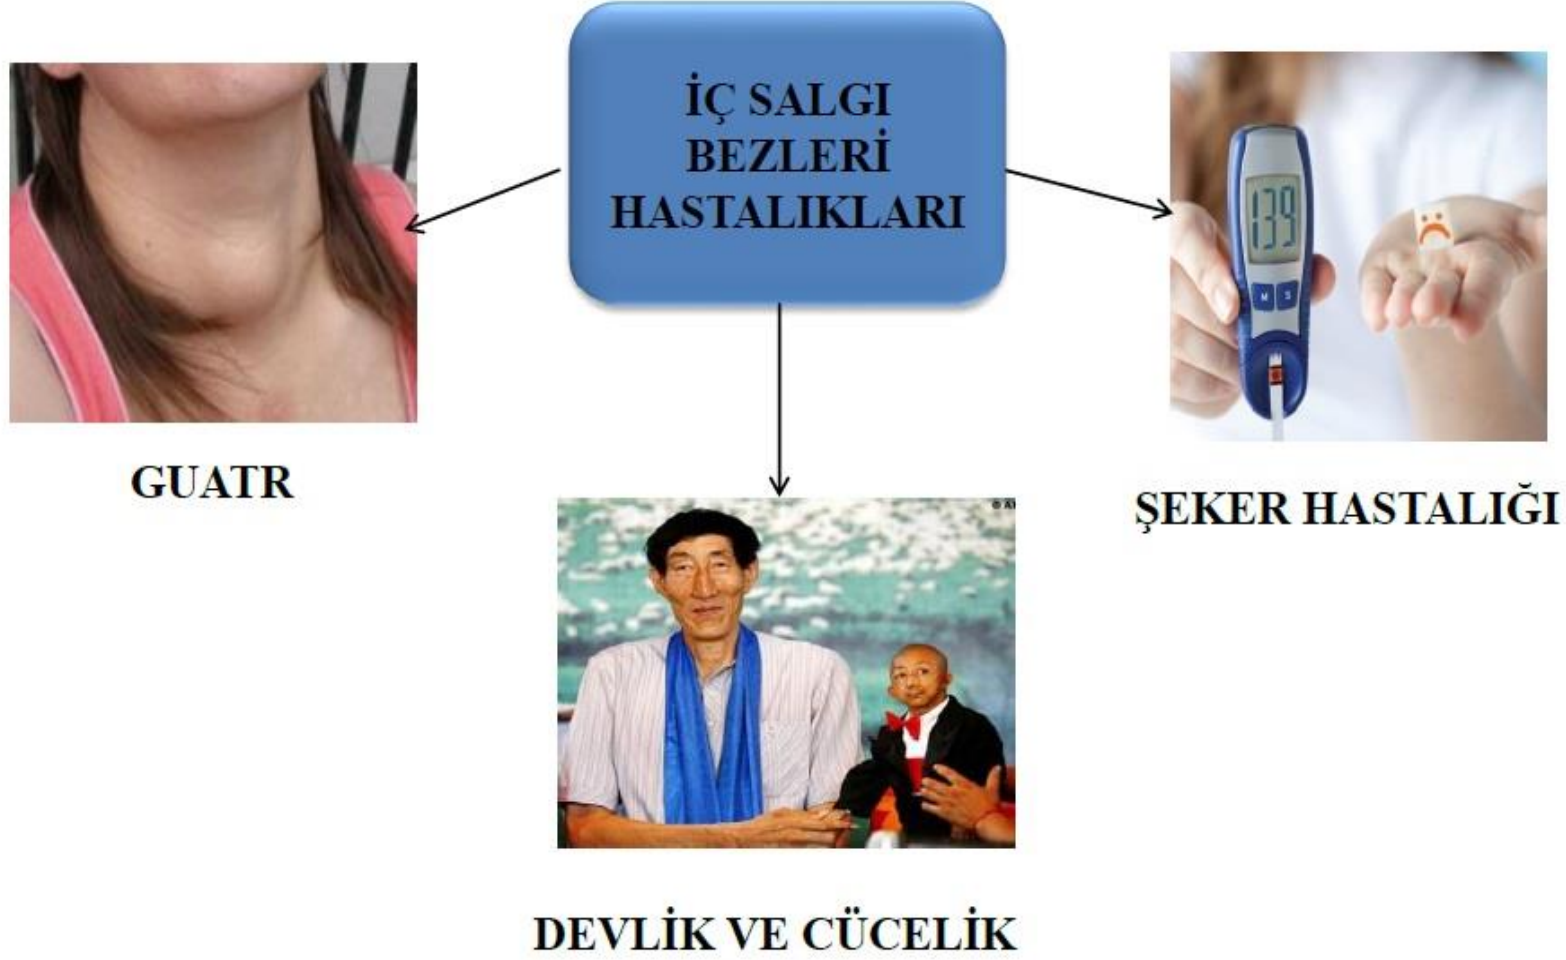 İÇ SALGI
BEZLERİ
HASTALIKLARI
139
M S
GUATR
ŞEKER HASTALIĞI
DEVLİK VE CÜCELİK